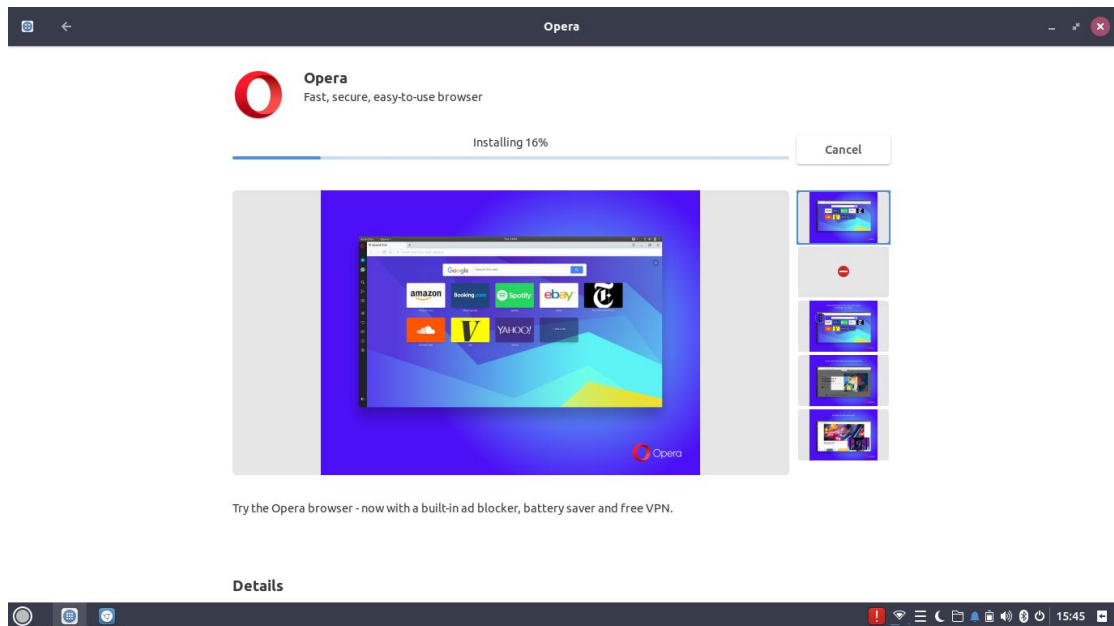 Opera
Opera
Fast, secure, easy-to-use browser
Installing 16%
Cancel
Google
amazon
Booking.com
Spotify
ebay
YAHOO!
Opera
Try the Opera browser - now with a built-in ad blocker, battery saver and free VPN.
Details
15:45